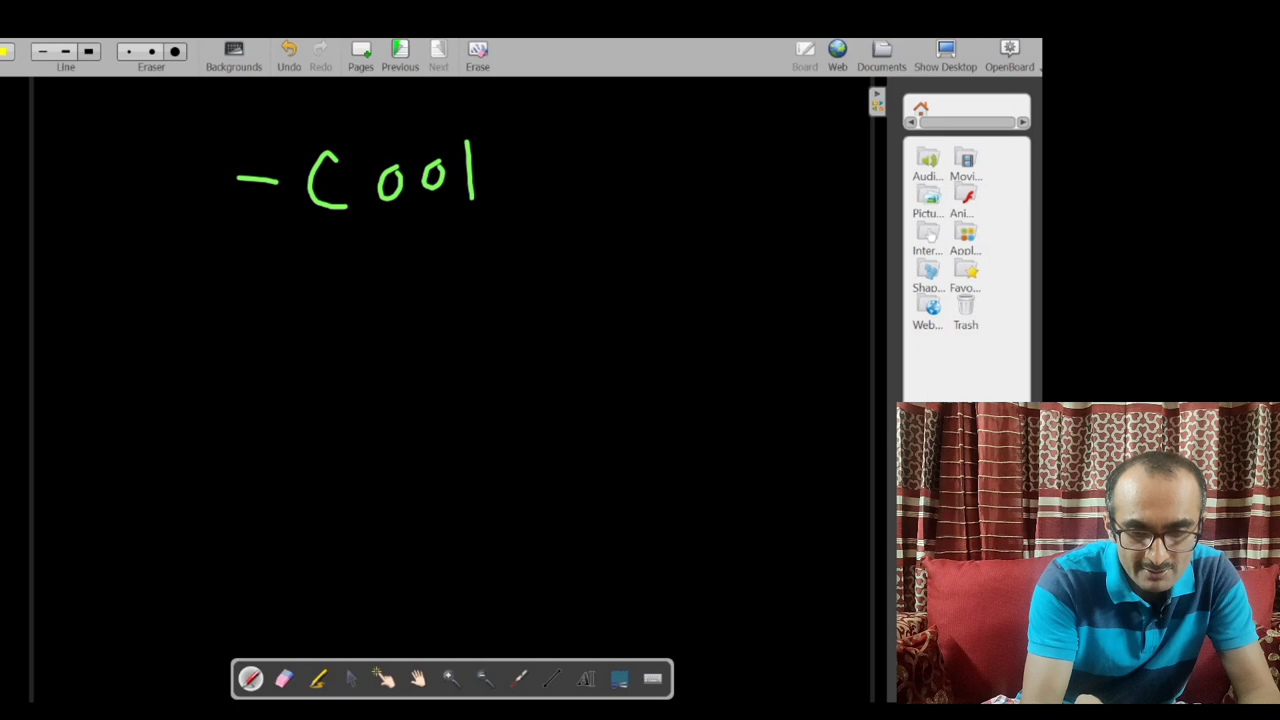 Line
Eraser
Backgrounds
Undo
Redo
Pages
Previous
Next
Erase
Board
Web
Documents
Show Desktop
OpenBoard
- Cool
Audi...
Movi...
Pictu...
Ani...
Inter...
Appl...
Shap...
Favo...
Web...
Trash
AI